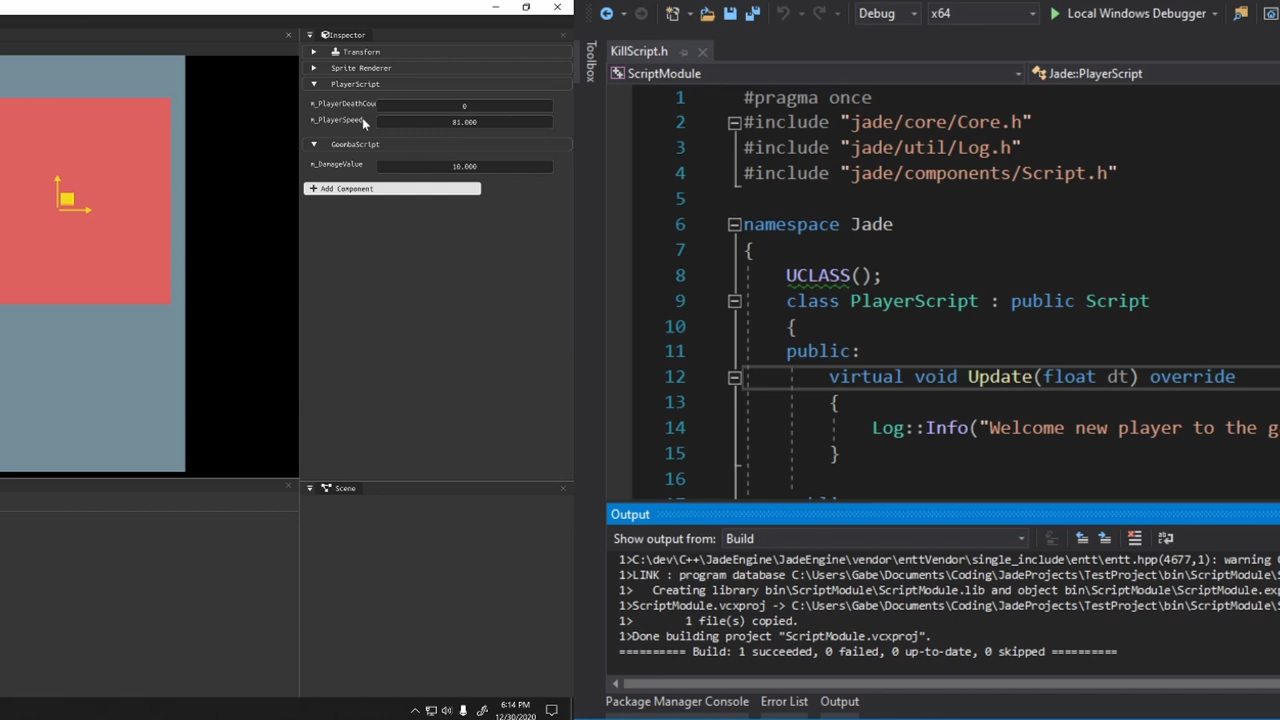 Inspector
Transform
Sprite Renderer
PlayerScript
m_PlayerDeathCou 0
m_PlayerSpeed 81.000
GoombaScript
m_DamageValue 10.000
+ Add Component
Scene
6:14 PM
12/30/2020
Debug x64 Local Windows Debugger
Toolbox
KillScript.h
ScriptModule Jade::PlayerScript
1 #pragma once
2 #include "jade/core/Core.h"
3 #include "jade/util/Log.h"
4 #include "jade/components/Script.h"
5
6 namespace Jade
7 {
8 UCLASS();
9 class PlayerScript : public Script
10 {
11 public:
12 virtual void Update(float dt) override
13 {
14 Log::Info("Welcome new player to the g
15 }
16
Output
Show output from: Build
1>C:\dev\C++\JadeEngine\JadeEngine\vendor\enttVendor\single_include\entt\entt.hpp(4677,1): warning
1>LINK : program database C:\Users\Gabe\Documents\Coding\JadeProjects\TestProject\bin\ScriptModule\S
1> Creating library bin\ScriptModule\ScriptModule.lib and object bin\ScriptModule\ScriptModule.exp
1>ScriptModule.vcxproj -> C:\Users\Gabe\Documents\Coding\JadeProjects\TestProject\bin\ScriptModule\S
1> 1 file(s) copied.
1>Done building project "ScriptModule.vcxproj".
========== Build: 1 succeeded, 0 failed, 0 up-to-date, 0 skipped ==========
Package Manager Console Error List Output